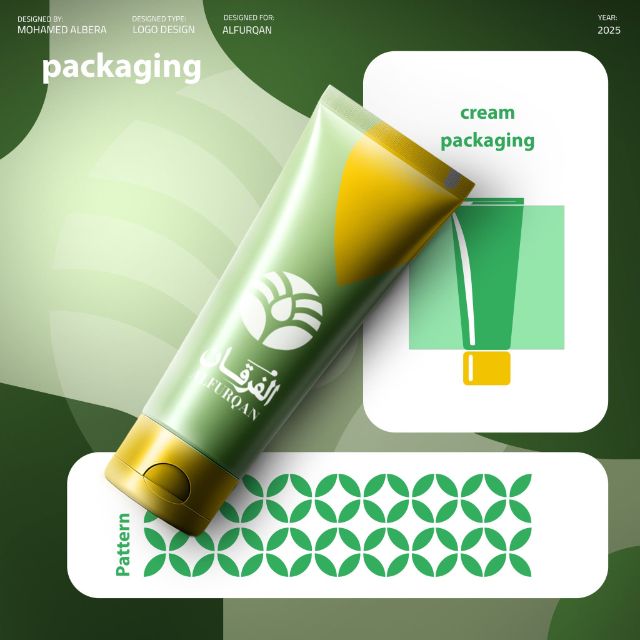 DESIGNED BY:
MOHAMED ALBERA
DESIGNED TYPE:
LOGO DESIGN
DESIGNED FOR:
ALFURQAN
YEAR:
2025
packaging
cream
packaging
الفرقان
ALFURQAN
Pattern